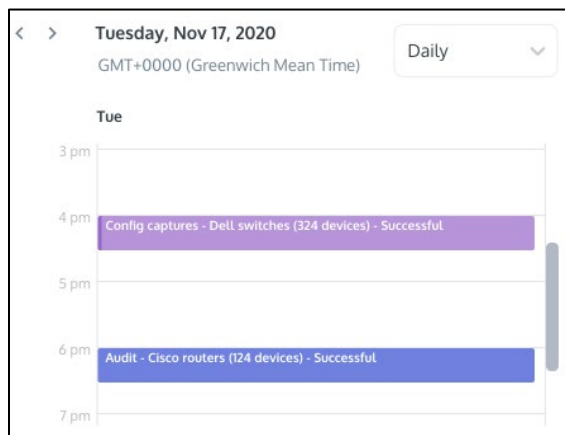 Tuesday, Nov 17, 2020
GMT+0000 (Greenwich Mean Time)
Daily
Tue
3 pm
4 pm
Config captures - Dell switches (324 devices) - Successful
5 pm
6 pm
Audit - Cisco routers (124 devices) - Successful
7 pm